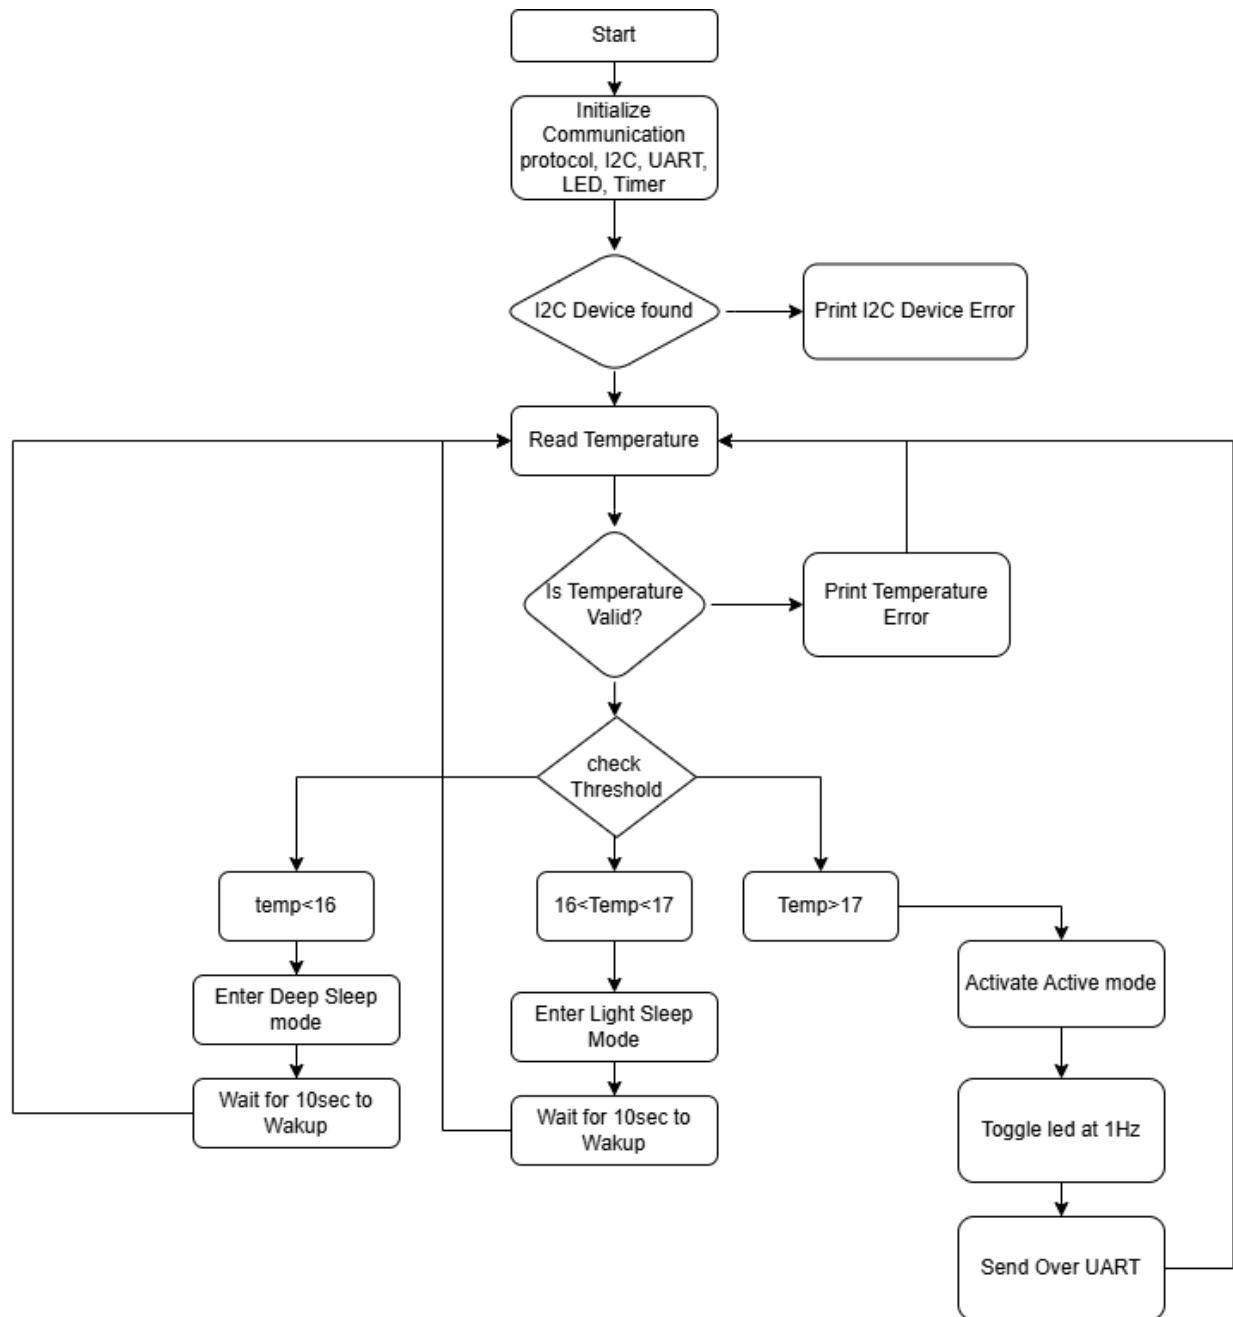 Start
Initialize
Communication
protocol, I2C, UART,
LED, Timer
I2C Device found
Print I2C Device Error
Read Temperature
Is Temperature
Valid?
Print Temperature
Error
check
Threshold
temp<16
16<Temp<17
Temp>17
Enter Deep Sleep
mode
Enter Light Sleep
Mode
Activate Active mode
Wait for 10sec to
Wakup
Wait for 10sec to
Wakup
Toggle led at 1Hz
Send Over UART